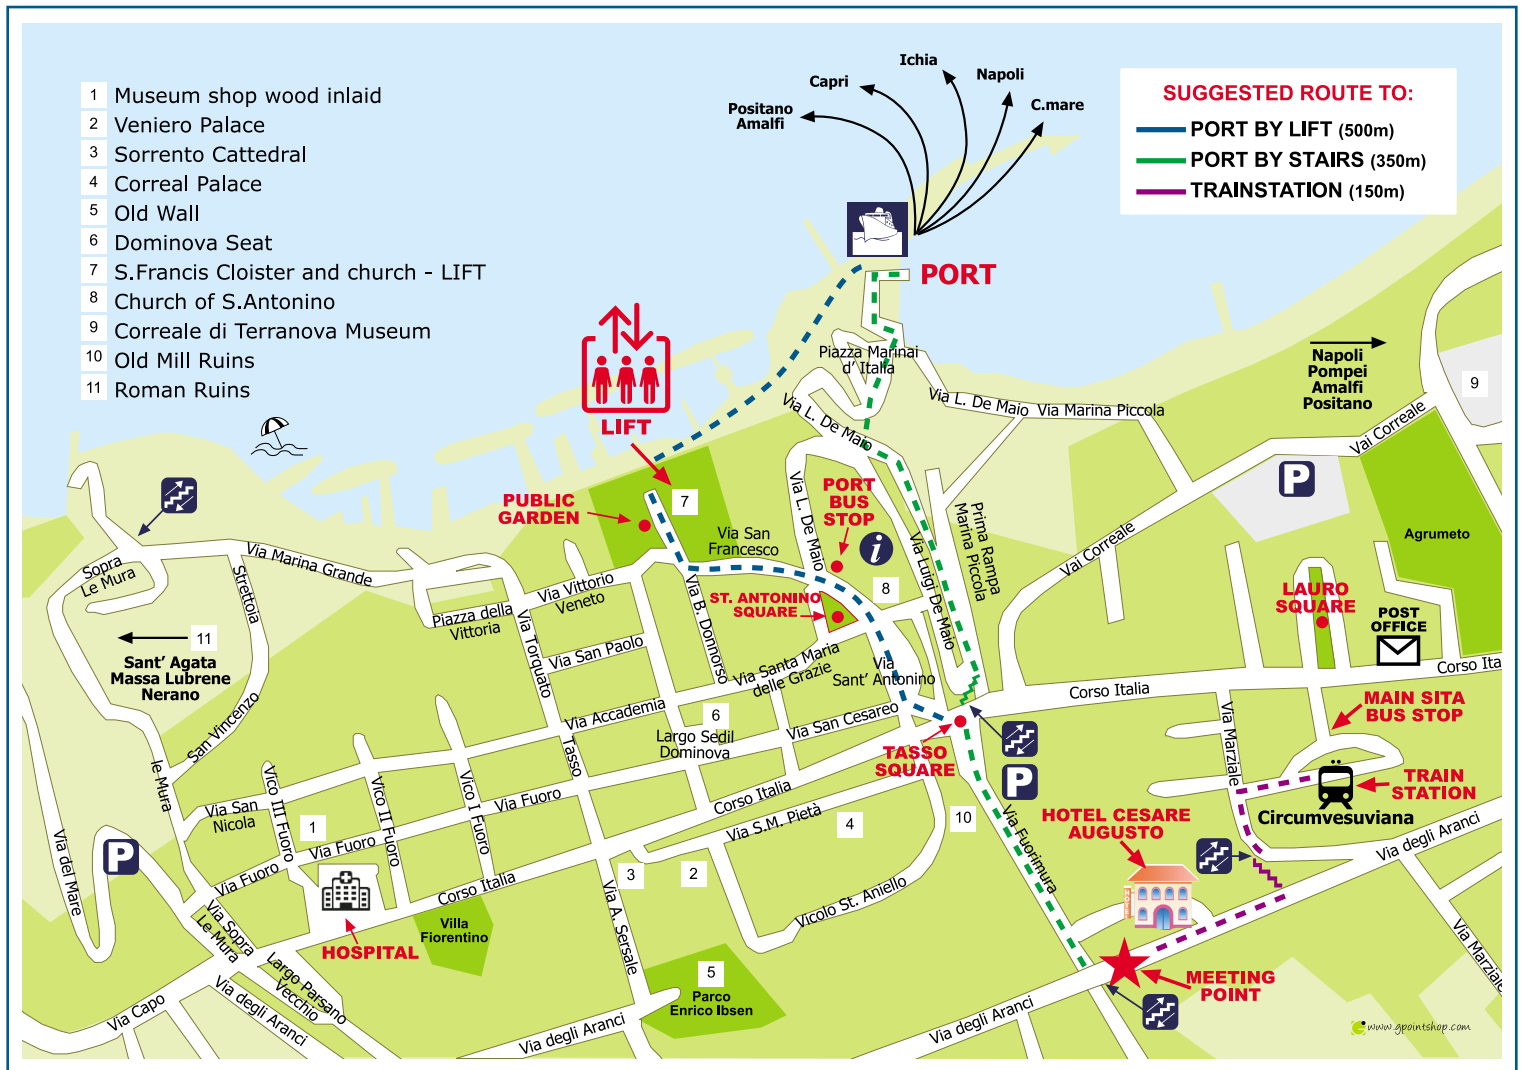 1 Museum shop wood inlaid
2 Veniero Palace
3 Sorrento Cattedral
4 Correal Palace
5 Old Wall
6 Dominova Seat
7 S.Francis Cloister and church - LIFT
8 Church of S.Antonino
9 Correale di Terranova Museum
10 Old Mill Ruins
11 Roman Ruins
Positano
Amalfi
Capri
Ichia
Napoli
C.mare
SUGGESTED ROUTE TO:
PORT BY LIFT (500m)
PORT BY STAIRS (350m)
TRAINSTATION (150m)
PORT
LIFT
Piazza Marinai
d' Italia
Via L. De Maio
Via L. De Maio
Via Marina Piccola
Napoli
Pompei
Amalfi
Positano
9
Vai Correale
P
Agrumeto
Vai Correale
PUBLIC
GARDEN
7
PORT
BUS
STOP
i
Via San
Francesco
Via L. De Maio
Via Luigi De Maio
Prima Rampa
Marina Piccola
8
ST. ANTONINO
SQUARE
LAURO
SQUARE
POST
OFFICE
Sopra
Le Mura
Via Marina Grande
Strettoia
Via Vittorio
Veneto
Piazza della
Vittoria
Via B. Donnorso
Via Torquato
Tasso
Via San Paolo
Via Santa Maria
delle Grazie
Via
Sant' Antonino
Corso Italia
Corso Ita
11
Sant' Agata
Massa Lubrene
Nerano
San Vincenzo
le Mura
Via Accademia
6
Largo Sedil
Dominova
Via San Cesareo
TASSO
SQUARE
P
MAIN SITA
BUS STOP
Via Marziale
TRAIN
STATION
Circumvesuviana
Via San
Nicola
Vico III Fuoro
Vico II Fuoro
Vico I Fuoro
Via Fuoro
Corso Italia
Via S.M. Pietà
4
10
Via Fuorimura
HOTEL CESARE
AUGUSTO
Via degli Aranci
1
Via Fuoro
Via Fuoro
P
Via del Mare
Corso Italia
3
2
Vicolo St. Aniello
Via A. Sersale
Villa
Fiorentino
HOSPITAL
Via Sopra
Le Mura
Largo Parsano
Vecchio
Via Capo
Via degli Aranci
5
Parco
Enrico Ibsen
Via degli Aranci
Via degli Aranci
MEETING
POINT
Via Marziale
www.gpointshop.com